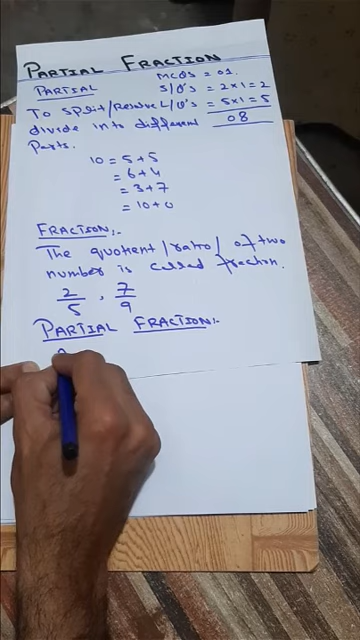 PARTIAL FRACTION
PARTIAL
MCQS = 01.
S/Q's = 2×1 = 2
To split/Resolve L/Q's = 5×1 = 5
08
divide into different
Parts.
10 = 5+5
= 6+4
= 3+7
= 10+0
FRACTION:-
The quotient/ratio/ of two
number is called fraction.
2/5 , 7/9
PARTIAL FRACTION:-